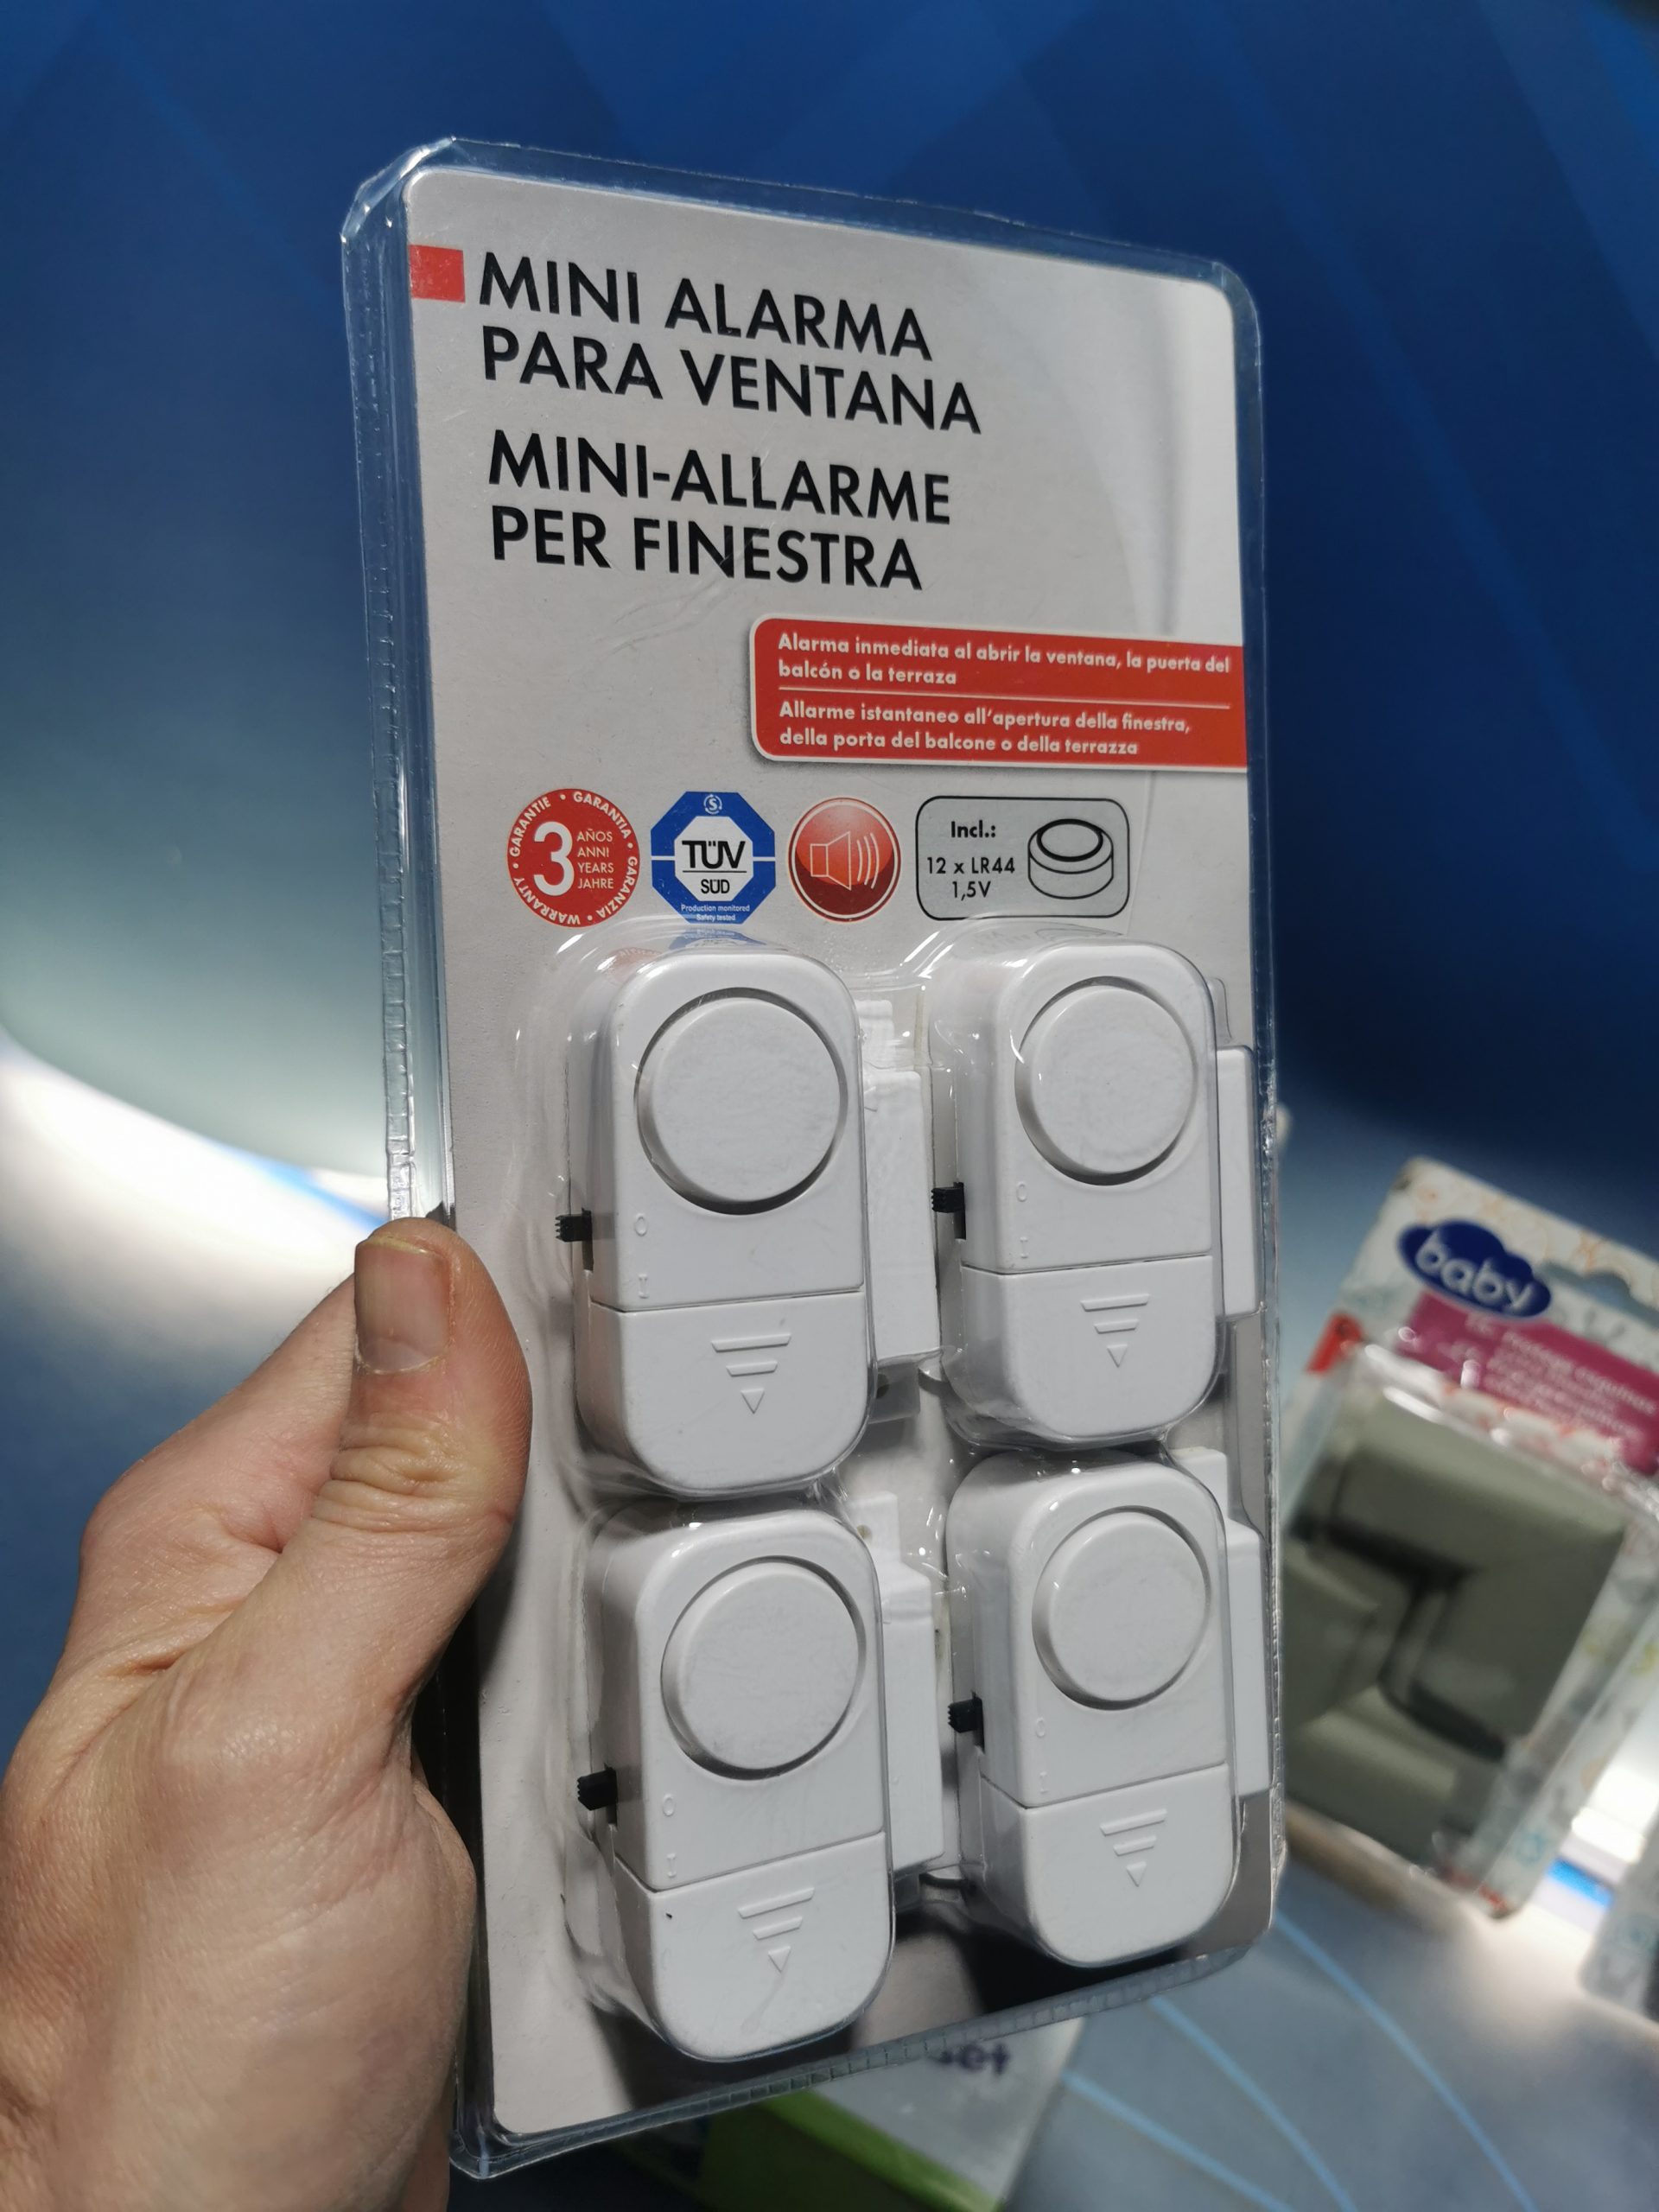 MINI ALARMA
PARA VENTANA
MINI-ALLARME
PER FINESTRA
Alarma inmediata al abrir la ventana, la puerta del
balcón o la terraza
Allarme istantaneo all'apertura della finestra,
della porta del balcone o della terrazza
GARANTIE • GARANTIA • GARANZIA • WARRANTY •
3
AÑOS
ANNI
YEARS
JAHRE
S
TÜV
SÜD
Production monitored
Safety tested
Incl.:
12 x LR44
1,5V
O
I
O
I
O
I
O
I
baby